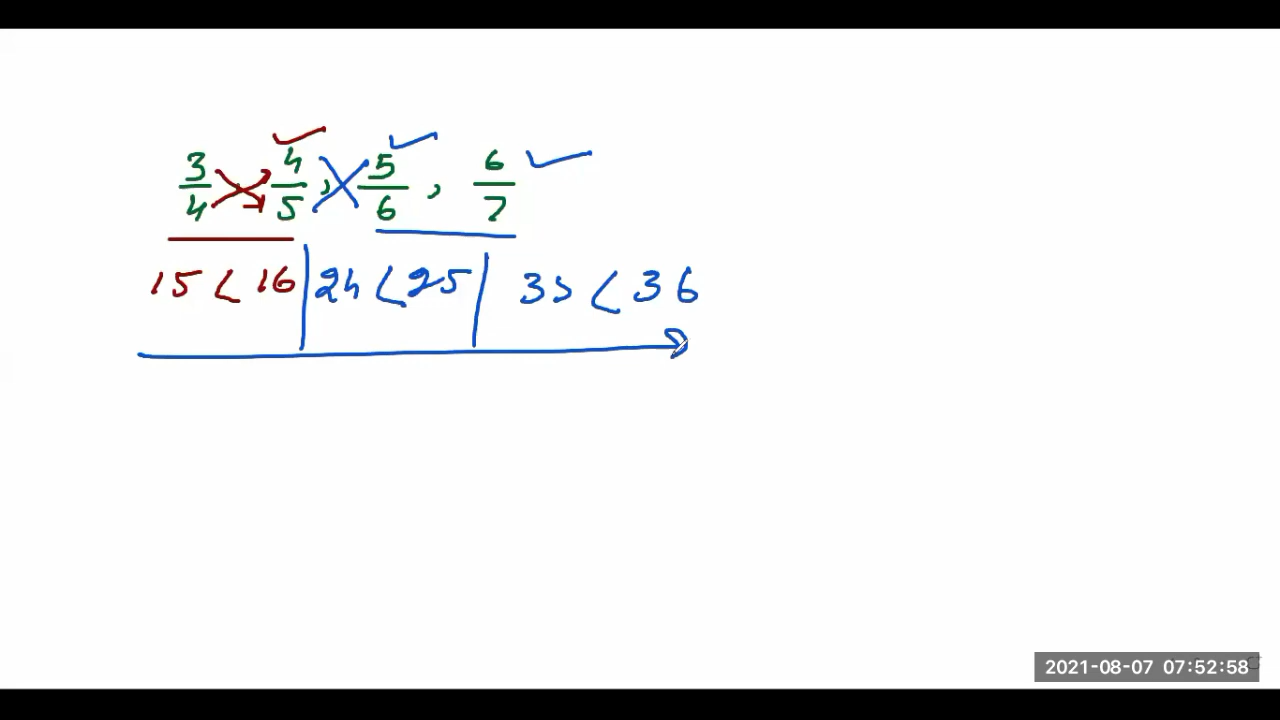 3/4 4/5 , 5/6 , 6/7
15 < 16 | 24 < 25 | 35 < 36
2021-08-07 07:52:58